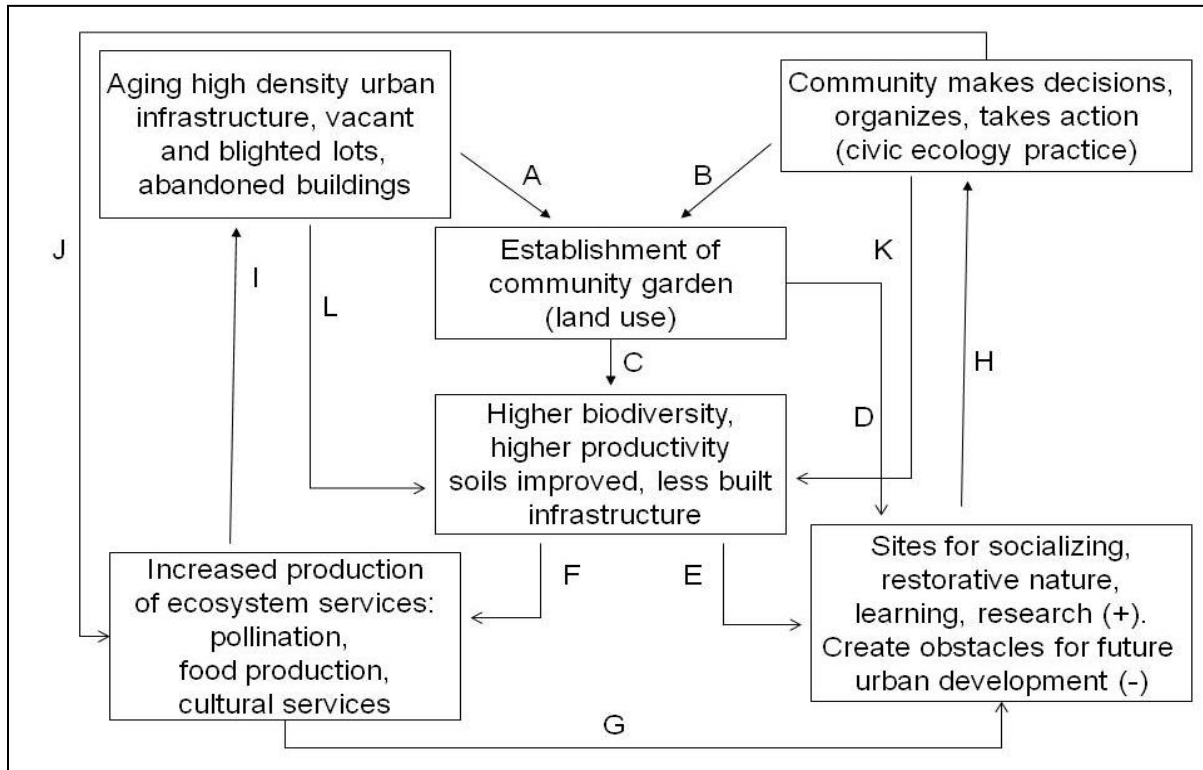 Aging high density urban
infrastructure, vacant
and blighted lots,
abandoned buildings
Community makes decisions,
organizes, takes action
(civic ecology practice)
A
B
J
I
L
K
Establishment of
community garden
(land use)
C
H
D
Higher biodiversity,
higher productivity
soils improved, less built
infrastructure
F
E
Increased production
of ecosystem services:
pollination,
food production,
cultural services
Sites for socializing,
restorative nature,
learning, research (+).
Create obstacles for future
urban development (-)
G